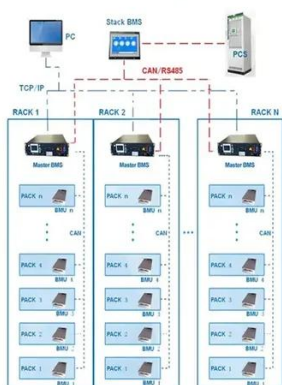 PC
Stack BMS
PCS
CAN/RS485
TCP/IP
RACK 1
RACK 2
RACK N
Master BMS
Master BMS
Master BMS
PACK n
PACK n
PACK n
BMU n
BMU n
BMU n
CAN
CAN
CAN
PACK 4
PACK 4
PACK 4
BMU 4
BMU 4
BMU 4
PACK 3
PACK 3
PACK 3
BMU 3
BMU 3
BMU 3
PACK 2
PACK 2
PACK 2
BMU 2
BMU 2
BMU 2
PACK 1
PACK 1
PACK 1
BMU 1
BMU 1
BMU 1